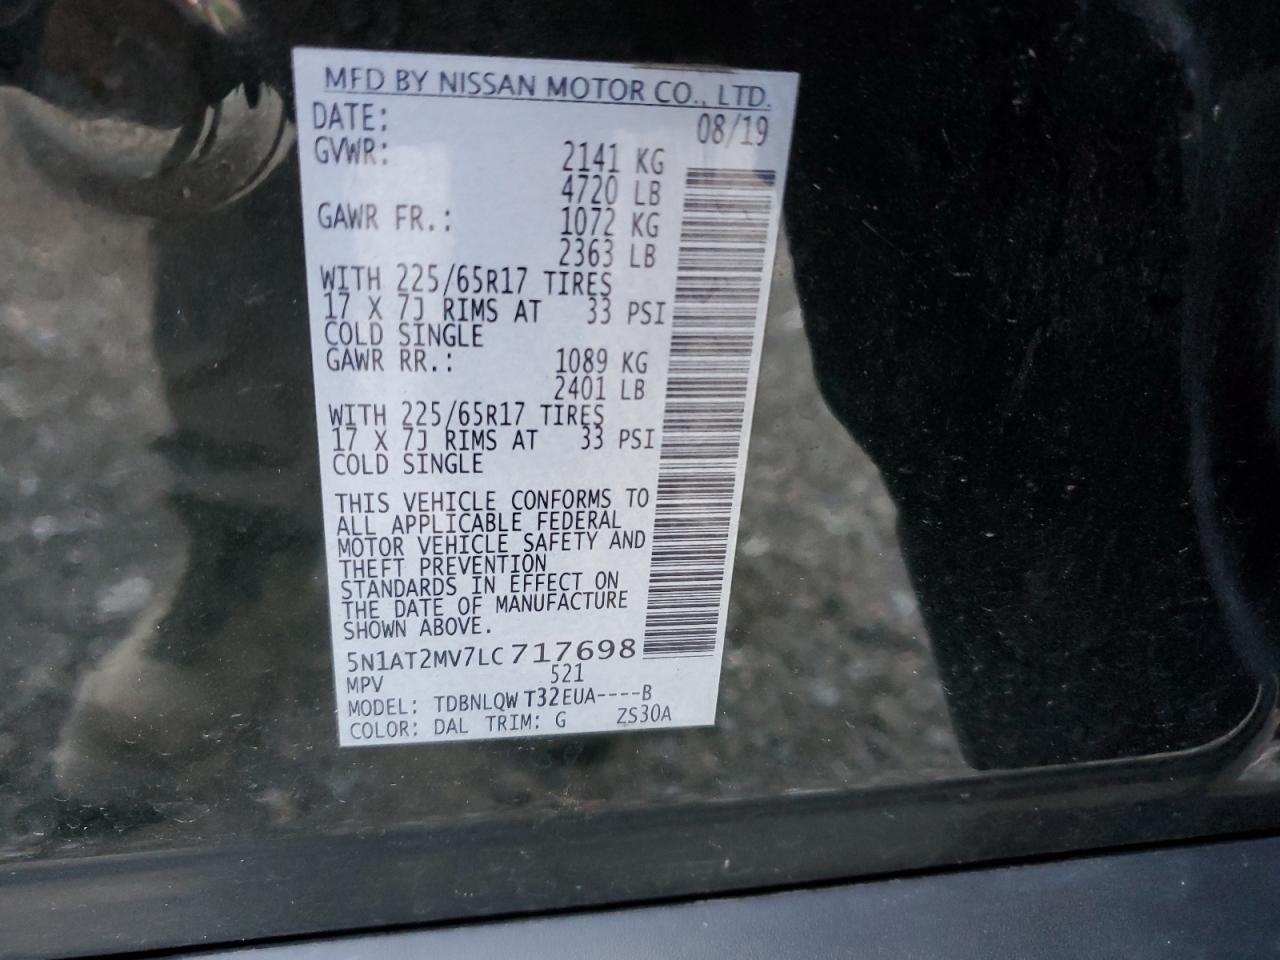 MFD BY NISSAN MOTOR CO., LTD.
DATE: 08/19
GVWR: 2141 KG
4720 LB
GAWR FR.: 1072 KG
2363 LB
WITH 225/65R17 TIRES
17 X 7J RIMS AT 33 PSI
COLD SINGLE
GAWR RR.: 1089 KG
2401 LB
WITH 225/65R17 TIRES
17 X 7J RIMS AT 33 PSI
COLD SINGLE
THIS VEHICLE CONFORMS TO
ALL APPLICABLE FEDERAL
MOTOR VEHICLE SAFETY AND
THEFT PREVENTION
STANDARDS IN EFFECT ON
THE DATE OF MANUFACTURE
SHOWN ABOVE.
5N1AT2MV7LC717698
MPV 521
MODEL: TDBNLQW T32EUA----B
COLOR: DAL TRIM: G ZS30A